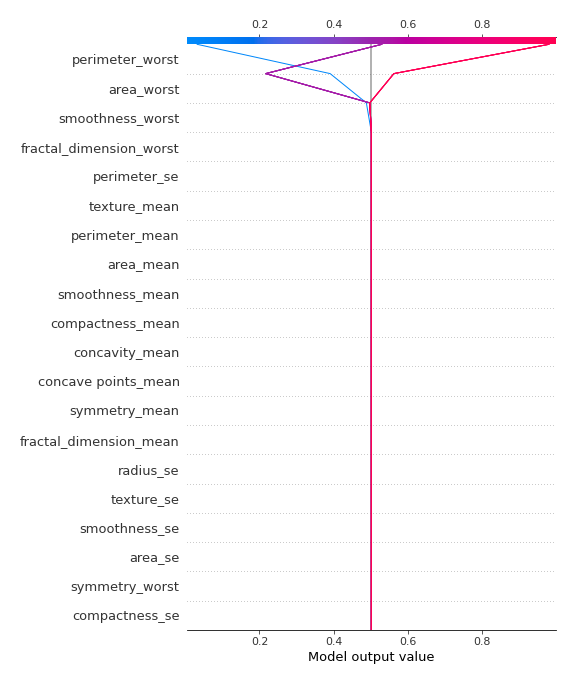 0.2 0.4 0.6 0.8
perimeter_worst
area_worst
smoothness_worst
fractal_dimension_worst
perimeter_se
texture_mean
perimeter_mean
area_mean
smoothness_mean
compactness_mean
concavity_mean
concave points_mean
symmetry_mean
fractal_dimension_mean
radius_se
texture_se
smoothness_se
area_se
symmetry_worst
compactness_se
0.2 0.4 0.6 0.8
Model output value